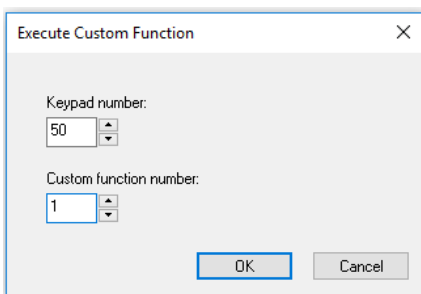 Execute Custom Function
Keypad number:
50
Custom function number:
1
OK Cancel